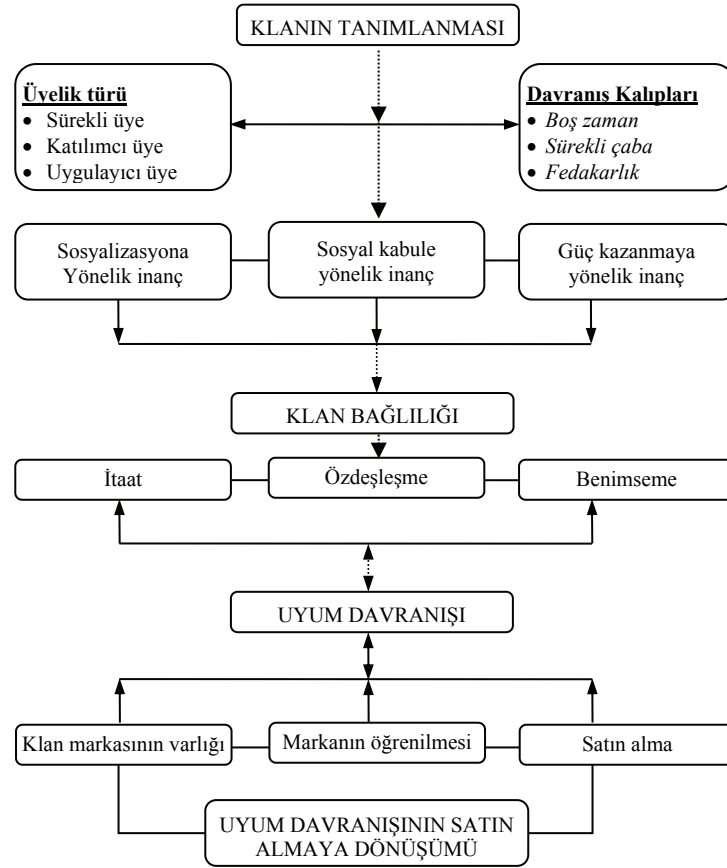 KLANIN TANIMLANMASI
Üyelik türü
• Sürekli üye
• Katılımcı üye
• Uygulayıcı üye
Davranış Kalıpları
• Boş zaman
• Sürekli çaba
• Fedakarlık
Sosyalizasyona
Yönelik inanç
Sosyal kabule
yönelik inanç
Güç kazanmaya
yönelik inanç
KLAN BAĞLILIĞI
İtaat
Özdeşleşme
Benimseme
UYUM DAVRANIŞI
Klan markasının varlığı
Markanın öğrenilmesi
Satın alma
UYUM DAVRANIŞININ SATIN
ALMAYA DÖNÜŞÜMÜ